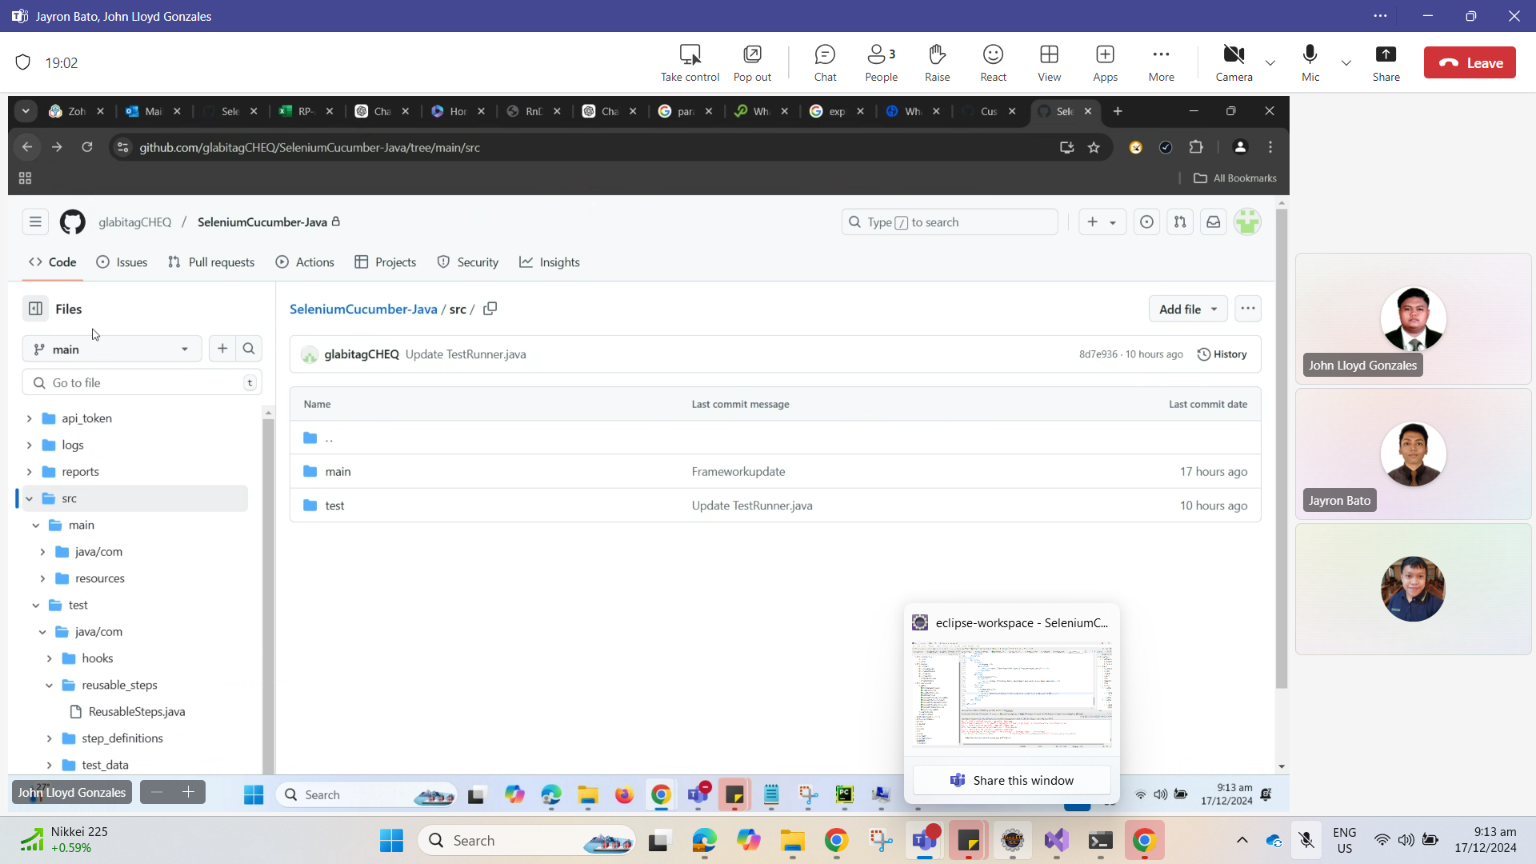 Jayron Bato, John Lloyd Gonzales
19:02
Take control
Pop out
Chat
People
3
Raise
React
View
Apps
More
Camera
Mic
Share
Leave
Zoh
Mai
Sele
RP-
Cha
Hor
Cha
para
Wh
exp
Wh
Cus
Sele
github.com/glabitagCHEQ/SeleniumCucumber-Java/tree/main/src
All Bookmarks
glabitagCHEQ / SeleniumCucumber-Java
Type / to search
Code
Issues
Pull requests
Actions
Projects
Security
Insights
Files
SeleniumCucumber-Java / src /
Add file
main
glabitagCHEQ Update TestRunner.java
8d7e936 · 10 hours ago
History
Go to file
t
Name
Last commit message
Last commit date
api_token
logs
reports
src
main
java/com
resources
test
java/com
hooks
reusable_steps
ReusableSteps.java
step_definitions
test_data
..
main
Frameworkupdate
17 hours ago
test
Update TestRunner.java
10 hours ago
eclipse-workspace - SeleniumC...
Share this window
John Lloyd Gonzales
Jayron Bato
John Lloyd Gonzales
Search
9:13 am
17/12/2024
Nikkei 225
+0.59%
Search
ENG
US
9:13 am
17/12/2024